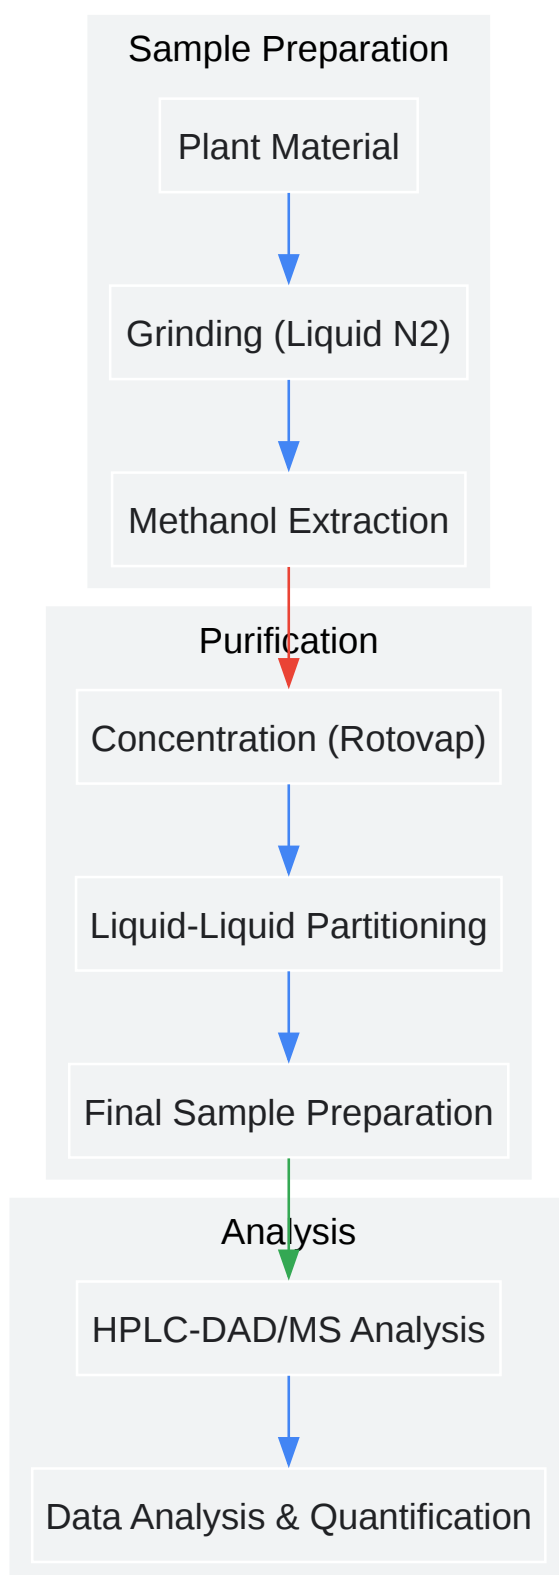 Sample Preparation
Plant Material
Grinding (Liquid N2)
Methanol Extraction
Purification
Concentration (Rotovap)
Liquid-Liquid Partitioning
Final Sample Preparation
Analysis
HPLC-DAD/MS Analysis
Data Analysis & Quantification